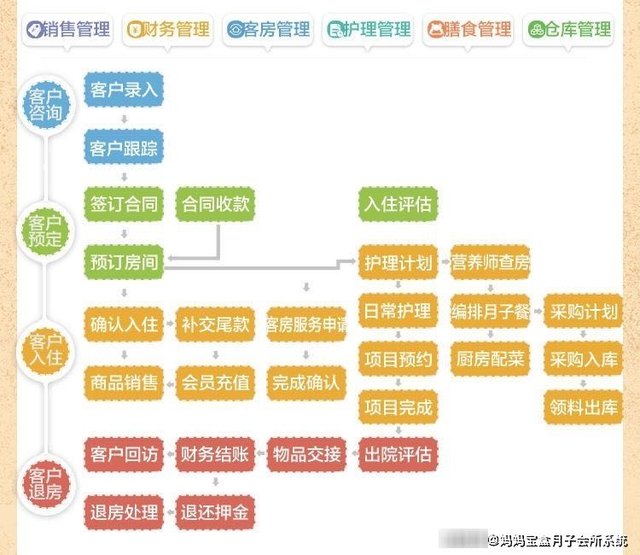 销售管理
财务管理
客房管理
护理管理
膳食管理
仓库管理
客户
咨询
客户录入
客户跟踪
客户
预定
签订合同
合同收款
入住评估
预订房间
护理计划
营养师查房
客户
入住
日常护理
编排月子餐
采购计划
确认入住
补交尾款
客房服务申请
项目预约
厨房配菜
采购入库
商品销售
会员充值
完成确认
项目完成
领料出库
客户
退房
客户回访
财务结账
物品交接
出院评估
退房处理
退还押金
@妈妈宝盒月子会所系统